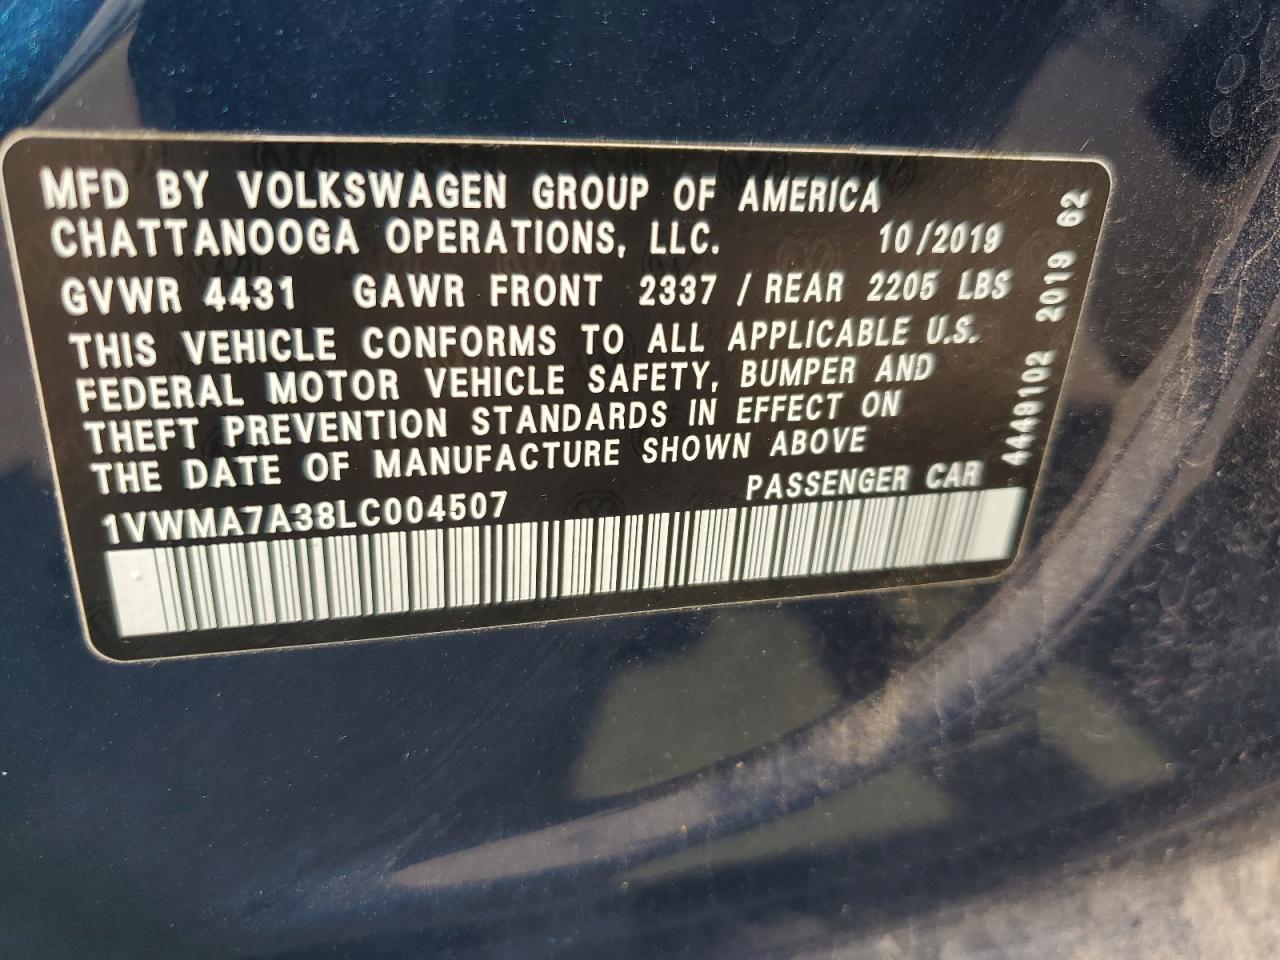 MFD BY VOLKSWAGEN GROUP OF AMERICA
CHATTANOOGA OPERATIONS, LLC. 10/2019
GVWR 4431 GAWR FRONT 2337 / REAR 2205 LBS
THIS VEHICLE CONFORMS TO ALL APPLICABLE U.S.
FEDERAL MOTOR VEHICLE SAFETY, BUMPER AND
THEFT PREVENTION STANDARDS IN EFFECT ON
THE DATE OF MANUFACTURE SHOWN ABOVE
1VWMA7A38LC004507 PASSENGER CAR
4449102 2019 62